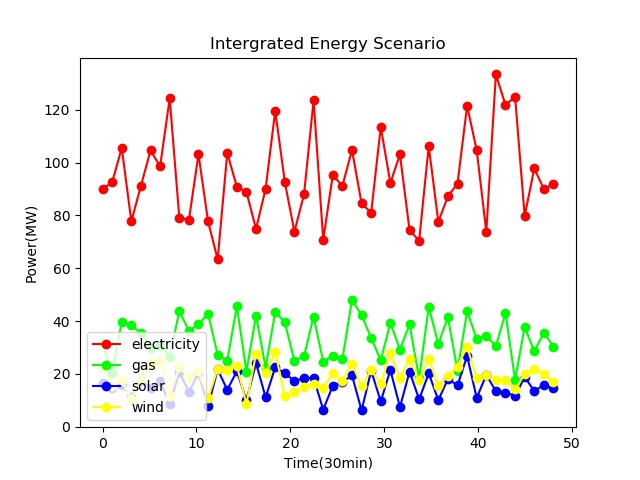 Intergrated Energy Scenario
Power(MW)
120
100
80
60
40
20
0
electricity
gas
solar
wind
0 10 20 30 40 50
Time(30min)